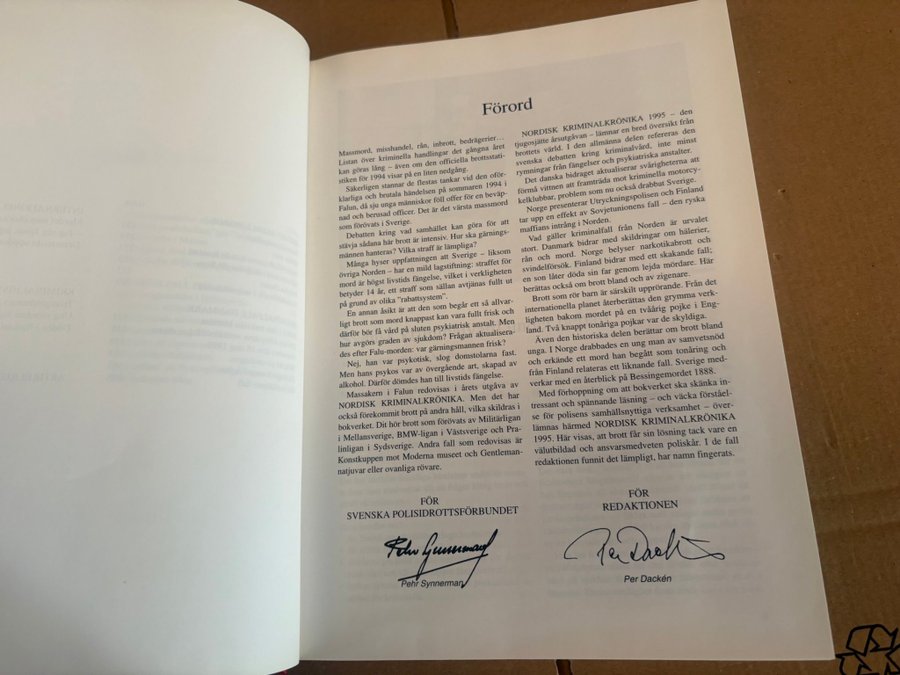 Förord
Massmord, misshandel, rån, inbrott, bedrägerier…
Listan över kriminella handlingar det gångna året
kan göras lång – även om den officiella brottsstati-
stiken för 1994 visar på en liten nedgång.
Säkerligen stannar de flestas tankar vid den oför-
klarliga och brutala händelsen på sommaren 1994 i
Falun, då sju unga människor föll offer för en beväp-
nad och berusad officer. Det är det värsta massmord
som förövats i Sverige.
Debatten kring vad samhället kan göra för att
stävja sådana här brott är intensiv. Hur ska gärnings-
männen hanteras? Vilka straff är lämpliga?
Många hyser uppfattningen att Sverige – liksom
övriga Norden – har en mild lagstiftning; straffet för
mord är högst livstids fängelse, vilket i verkligheten
betyder 14 år, ett straff som sällan avtjänas fullt ut
på grund av olika "rabattsystem".
En annan åsikt är att den som begår ett så allvar-
ligt brott som mord knappast kan vara fullt frisk och
därför bör få vård på sluten psykiatrisk anstalt. Men
hur avgörs graden av sjukdom? Frågan aktualisera-
des efter Falu-morden: var gärningsmannen frisk?
Nej, han var psykotisk, slog domstolarna fast.
Men hans psykos var av övergående art, skapad av
alkohol. Därför dömdes han till livstids fängelse.
Massakern i Falun redovisas i årets utgåva av
NORDISK KRIMINALKRÖNIKA. Men det har
också förekommit brott på andra håll, vilka skildras i
bokverket. Dit hör brott som förövats av Militärligan
i Mellansverige, BMW-ligan i Västsverige och Pra-
linligan i Sydsverige. Andra fall som redovisas är
Konstkuppen mot Moderna museet och Gentleman-
natjuvar eller ovanliga rövare.
FÖR
SVENSKA POLISIDROTTSFÖRBUNDET
Pehr Synnerman
Pehr Synnerman
NORDISK KRIMINALKRÖNIKA 1995 – den
tjugosjätte årsutgåvan – lämnar en bred översikt från
brottets värld. I den allmänna delen refereras den
svenska debatten kring kriminalvård, inte minst
rymningar från fängelser och psykiatriska anstalter.
Det danska bidraget aktualiserar svårigheterna att
förmå vittnen att framträda mot kriminella motorcy-
kelklubbar, problem som nu också drabbat Sverige.
Norge presenterar Utryckningspolisen och Finland
tar upp en effekt av Sovjetunionens fall – den ryska
maffians intrång i Norden.
Vad gäller kriminalfall från Norden är urvalet
stort. Danmark bidrar med skildringar om hälerier,
rån och mord. Norge belyser narkotikabrott och
svindelförsök. Finland bidrar med ett skakande fall;
en son låter döda sin far genom lejda mördare. Här
berättas också om brott bland och av zigenare.
Brott som rör barn är särskilt upprörande. Från det
internationella planet återberättas den grymma verk-
ligheten bakom mordet på en tvåårig pojke i Eng-
land. Två knappt tonåriga pojkar var de skyldiga.
Även den historiska delen berättar om brott bland
unga. I Norge drabbades en ung man av samvetsnöd
och erkände ett mord han begått som tonåring och
från Finland relateras ett liknande fall. Sverige med-
verkar med en återblick på Bessingemordet 1888.
Med förhoppning om att bokverket ska skänka in-
tressant och spännande läsning – och väcka förståel-
se för polisens samhällsnyttiga verksamhet – över-
lämnas härmed NORDISK KRIMINALKRÖNIKA
1995. Här visas, att brott får sin lösning tack vare en
välutbildad och ansvarsmedveten poliskår. I de fall
redaktionen funnit det lämpligt, har namn fingerats.
FÖR
REDAKTIONEN
Per Dackén
Per Dackén